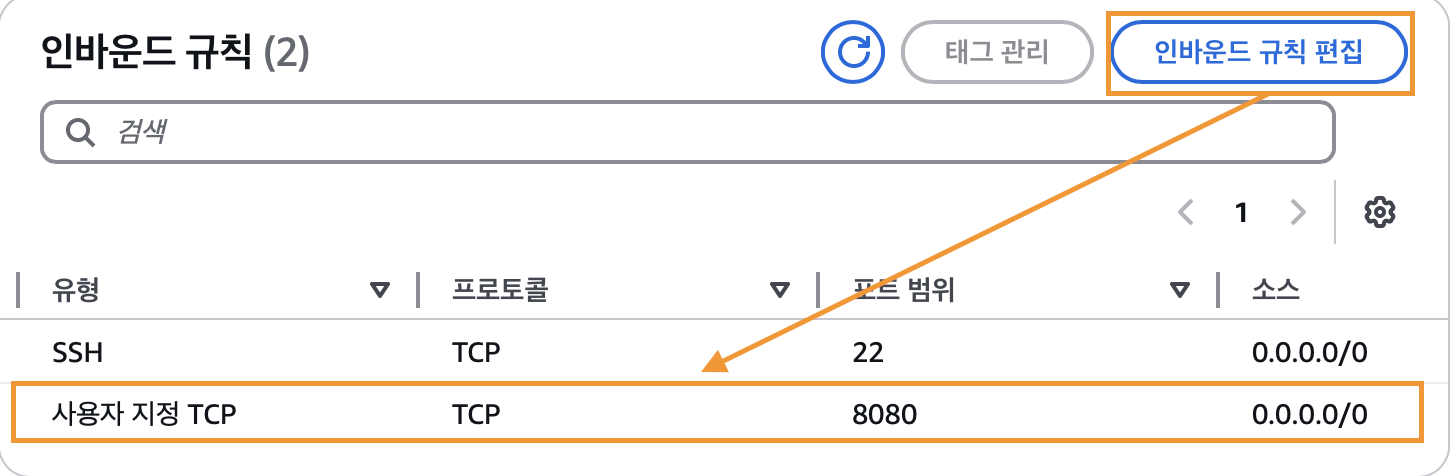 인바운드 규칙 (2)
태그 관리
인바운드 규칙 편집
검색
1
유형 프로토콜 포트 범위 소스
SSH TCP 22 0.0.0.0/0
사용자 지정 TCP TCP 8080 0.0.0.0/0